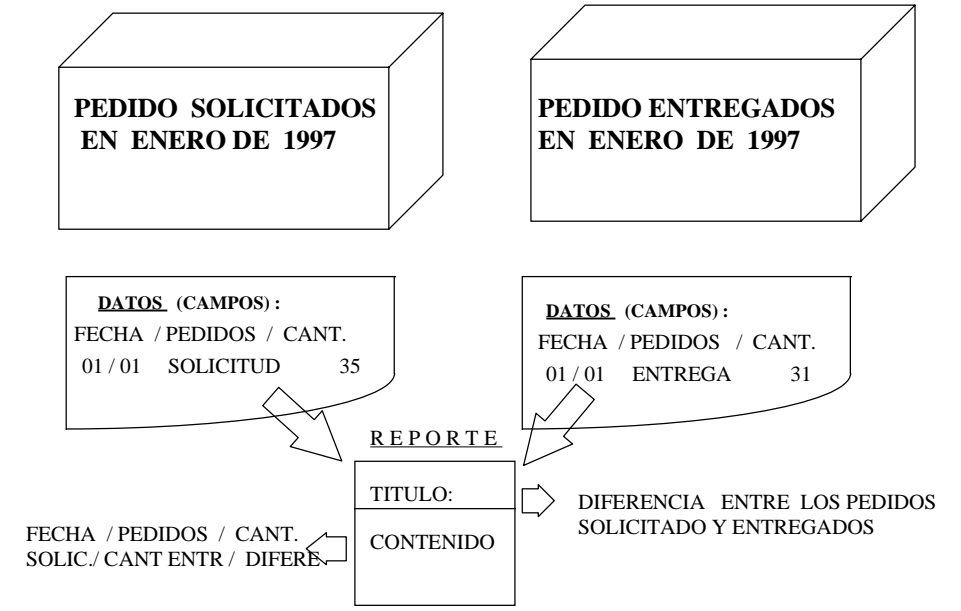 PEDIDO SOLICITADOS
EN ENERO DE 1997
PEDIDO ENTREGADOS
EN ENERO DE 1997
DATOS (CAMPOS) :
FECHA / PEDIDOS / CANT.
01 / 01 SOLICITUD 35
DATOS (CAMPOS) :
FECHA / PEDIDOS / CANT.
01 / 01 ENTREGA 31
R E P O R T E
TITULO:
DIFERENCIA ENTRE LOS PEDIDOS
SOLICITADO Y ENTREGADOS
FECHA / PEDIDOS / CANT.
SOLIC./ CANT ENTR / DIFERE
CONTENIDO